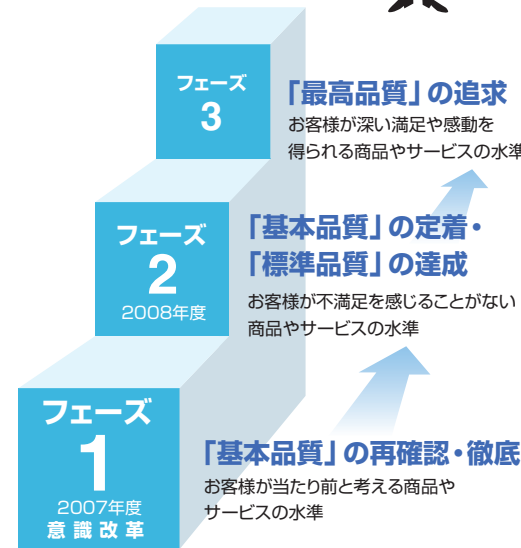 フェーズ
3
「最高品質」の追求
お客様が深い満足や感動を
得られる商品やサービスの水準
フェーズ
2
2008年度
「基本品質」の定着・
「標準品質」の達成
お客様が不満足を感じることがない
商品やサービスの水準
フェーズ
1
2007年度
意識改革
「基本品質」の再確認・徹底
お客様が当たり前と考える商品や
サービスの水準